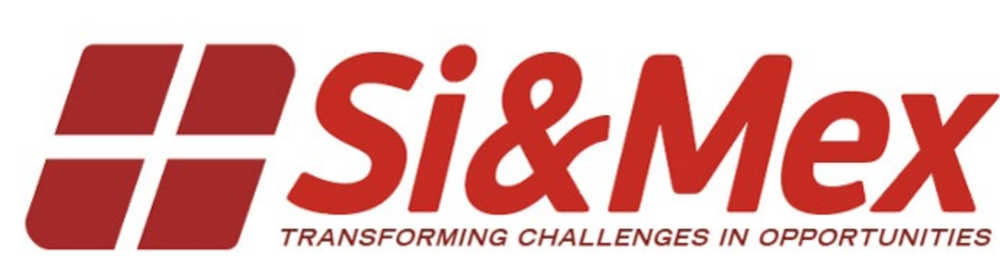 Si&Mex
TRANSFORMING CHALLENGES IN OPPORTUNITIES